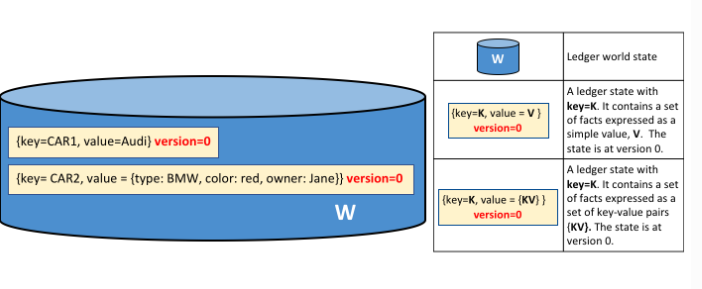 {key=CAR1, value=Audi} version=0
{key= CAR2, value = {type: BMW, color: red, owner: Jane}} version=0
W
W
Ledger world state
{key=K, value = V }
version=0
A ledger state with
key=K. It contains a set
of facts expressed as a
simple value, V. The
state is at version 0.
{key=K, value = {KV} }
version=0
A ledger state with
key=K. It contains a set
of facts expressed as a
set of key-value pairs
{KV}. The state is at
version 0.